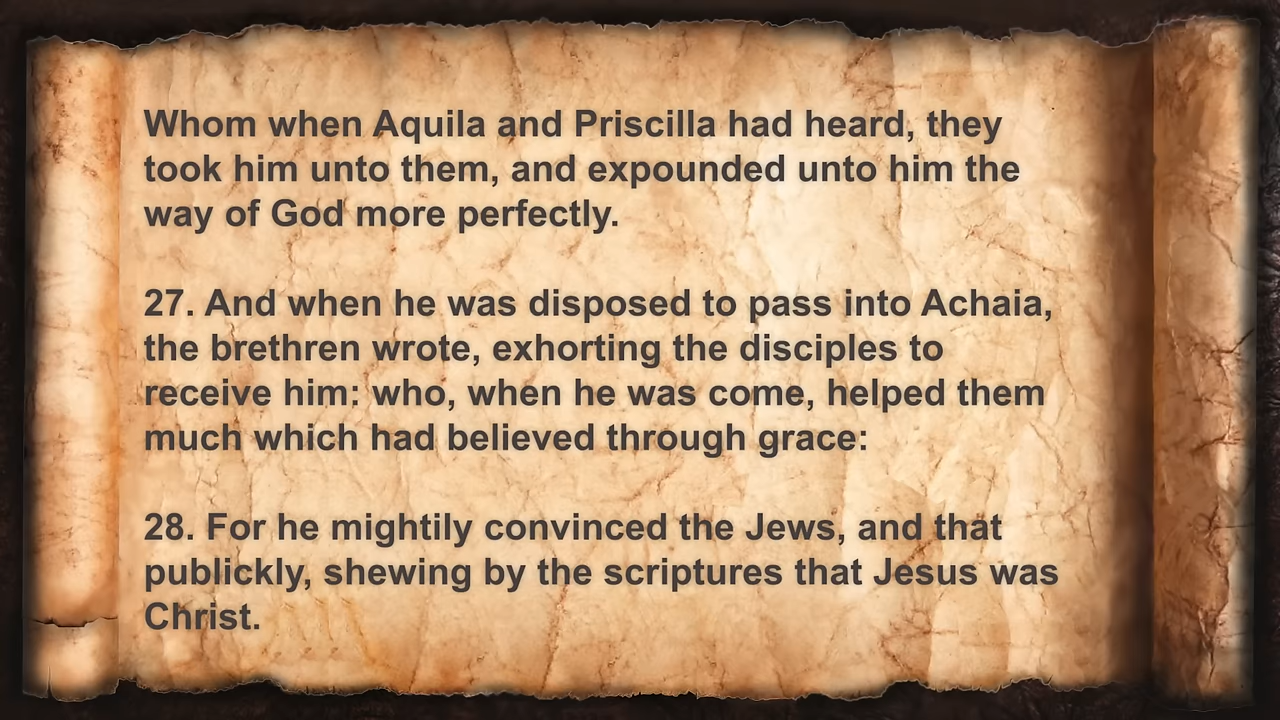 Whom when Aquila and Priscilla had heard, they
took him unto them, and expounded unto him the
way of God more perfectly.
27. And when he was disposed to pass into Achaia,
the brethren wrote, exhorting the disciples to
receive him: who, when he was come, helped them
much which had believed through grace:
28. For he mightily convinced the Jews, and that
publickly, shewing by the scriptures that Jesus was
Christ.